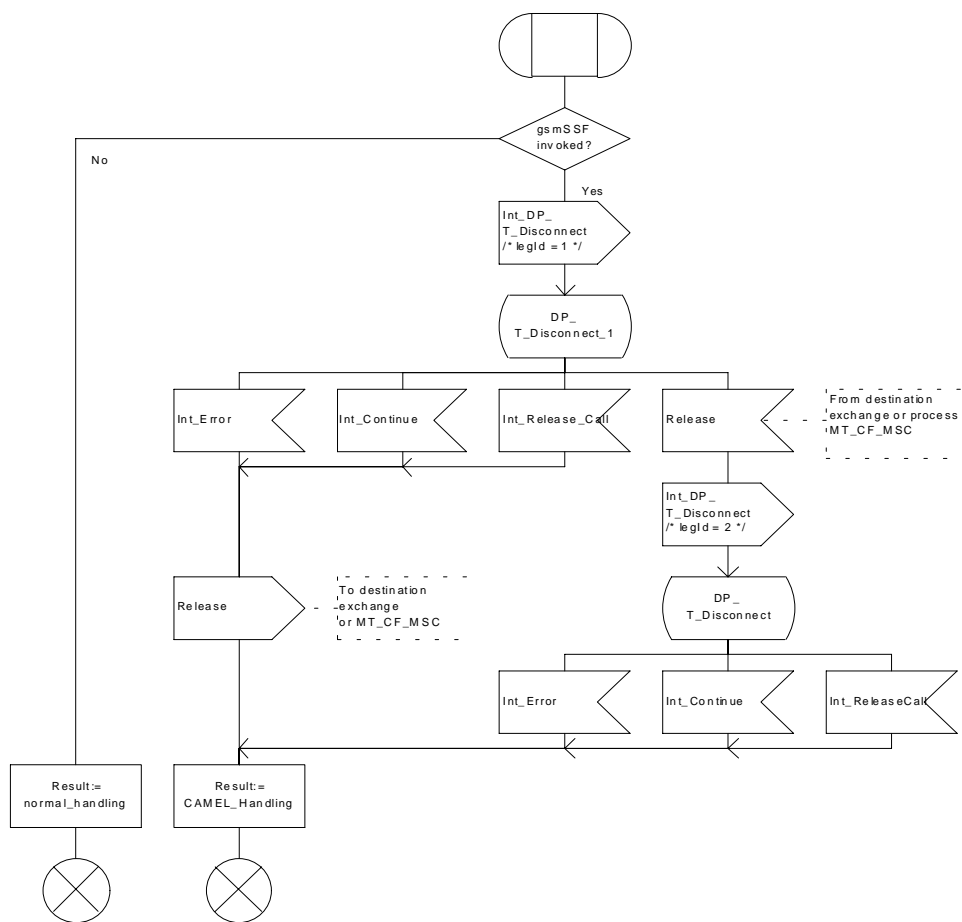 gsmSSF
invoked?
No
Yes
Int_DP_
T_Disconnect
/* legId = 1 */
DP_
T_Disconnect_1
Int_Error
Int_Continue
Int_Release_Call
Release
From destination
exchange or process
MT_CF_MSC
Int_DP_
T_Disconnect
/* legId = 2 */
Release
To destination
exchange
or MT_CF_MSC
DP_
T_Disconnect
Int_Error
Int_Continue
Int_ReleaseCall
Result:=
normal_handling
Result:=
CAMEL_Handling